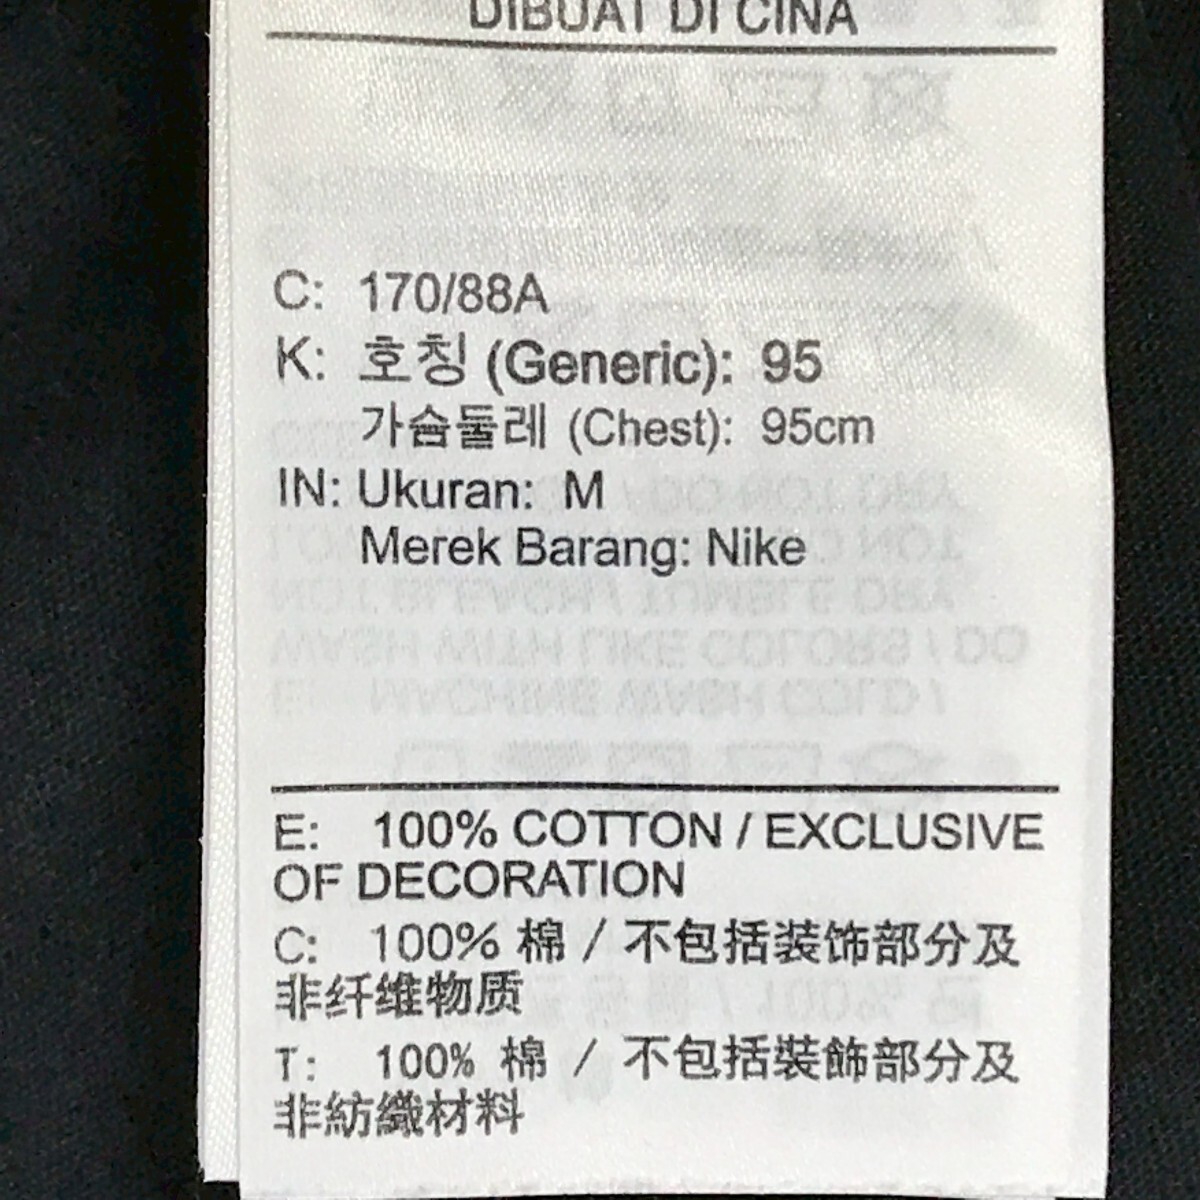 DIBUAT DI CINA
C: 170/88A
K: 호칭 (Generic): 95
가슴둘레 (Chest): 95cm
IN: Ukuran: M
Merek Barang: Nike
E: 100% COTTON / EXCLUSIVE
OF DECORATION
C: 100% 棉 / 不包括装饰部分及
非纤维物质
T: 100% 棉 / 不包括裝飾部分及
非紡織材料